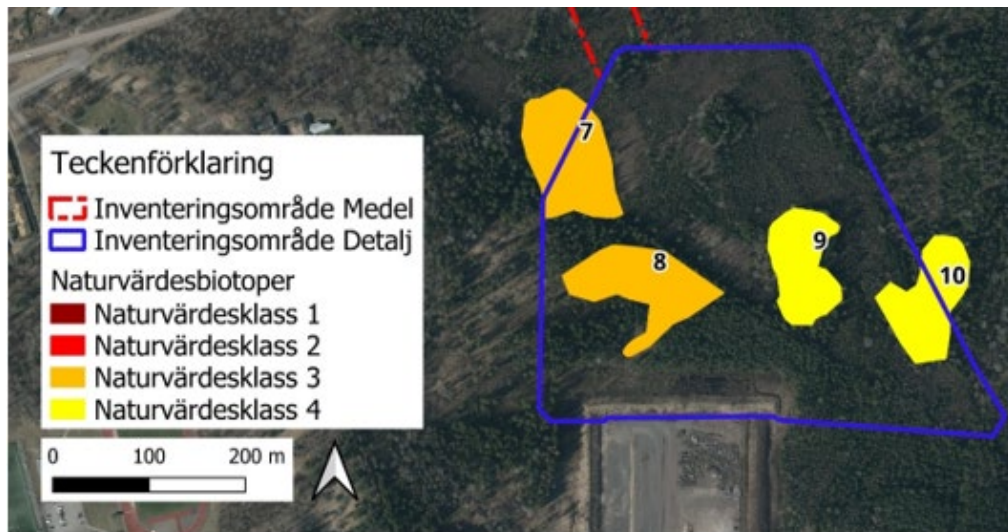 7
Teckenförklaring
Inventeringsområde Medel
Inventeringsområde Detalj
Naturvärdesbiotoper
Naturvärdesklass 1
Naturvärdesklass 2
Naturvärdesklass 3
Naturvärdesklass 4
8
9
10
0 100 200 m